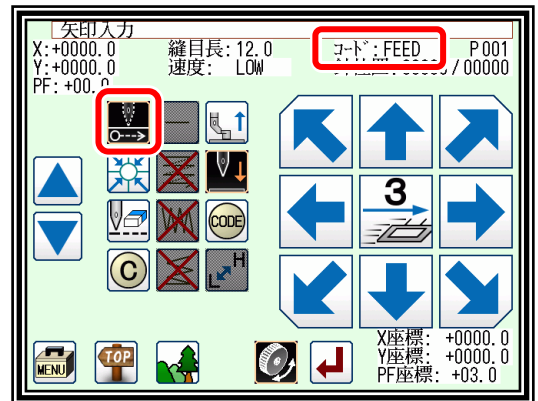 矢印入力
X:+0000.0 縫目長:12.0 コード:FEED P001
Y:+0000.0 速度: LOW 00000/00000
PF:+00.0
CODE
3
C
L H
X座標: +0000.0
Y座標: +0000.0
PF座標: +03.0
MENU TOP